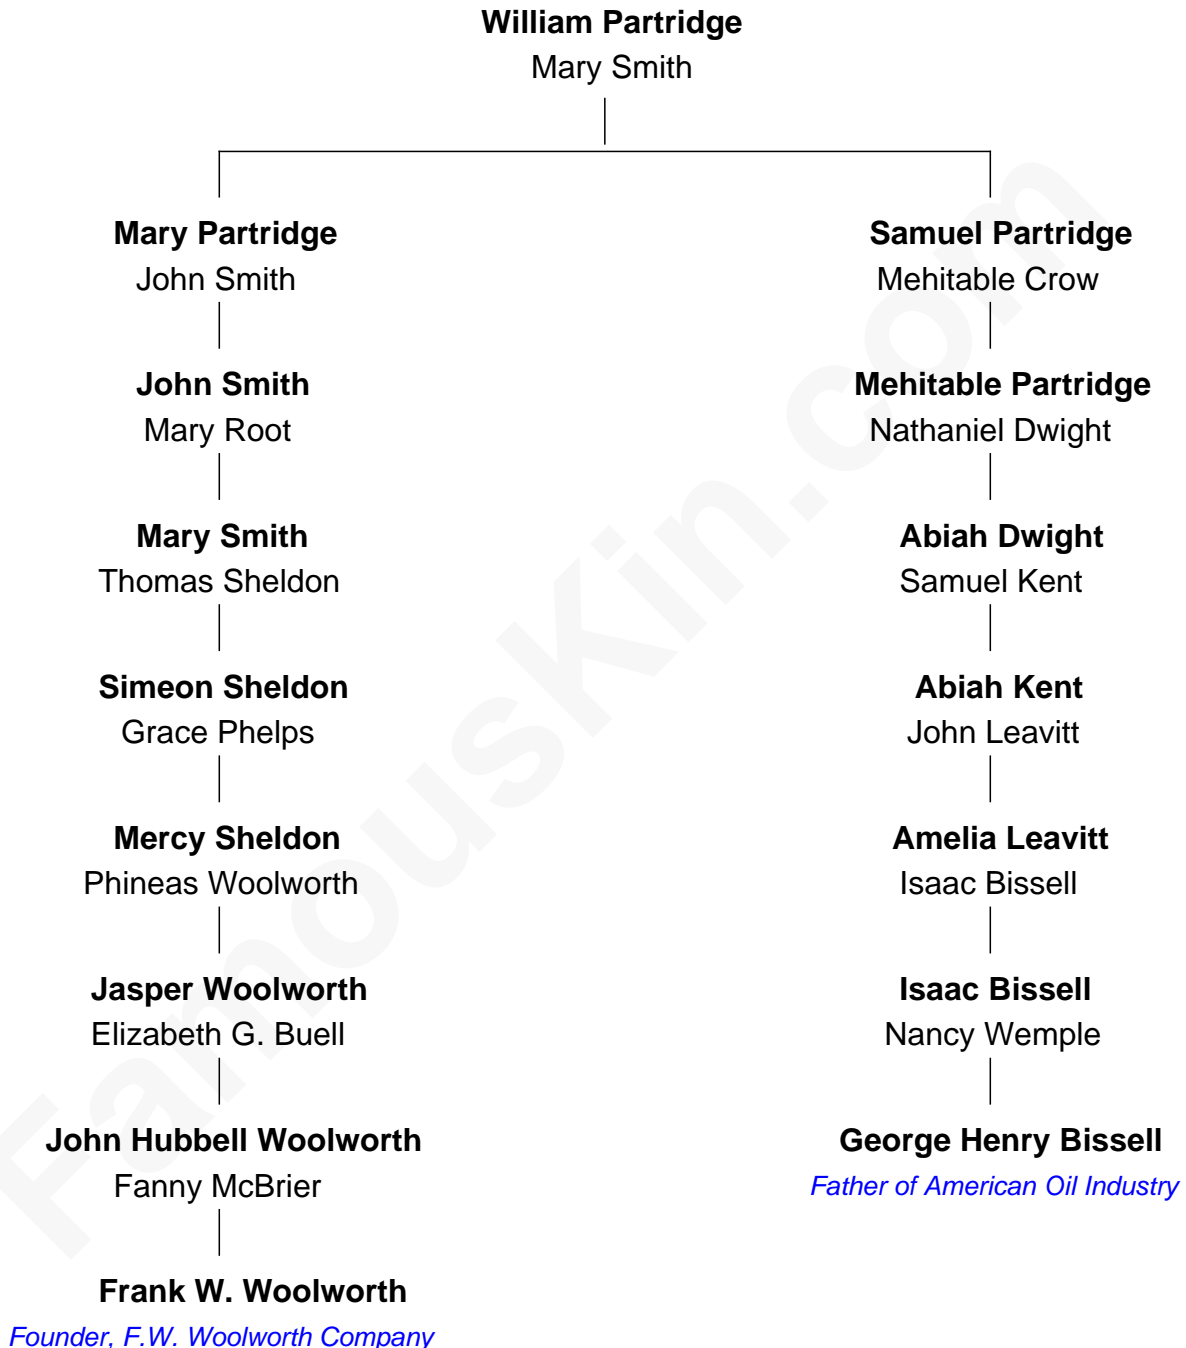 William Partridge
Mary Smith
Mary Partridge
John Smith
Samuel Partridge
Mehitable Crow
John Smith
Mary Root
Mehitable Partridge
Nathaniel Dwight
Mary Smith
Thomas Sheldon
Abiah Dwight
Samuel Kent
Simeon Sheldon
Grace Phelps
Abiah Kent
John Leavitt
Mercy Sheldon
Phineas Woolworth
Amelia Leavitt
Isaac Bissell
Jasper Woolworth
Elizabeth G. Buell
Isaac Bissell
Nancy Wemple
John Hubbell Woolworth
Fanny McBrier
George Henry Bissell
Father of American Oil Industry
Frank W. Woolworth
Founder, F.W. Woolworth Company
FamousKin.com